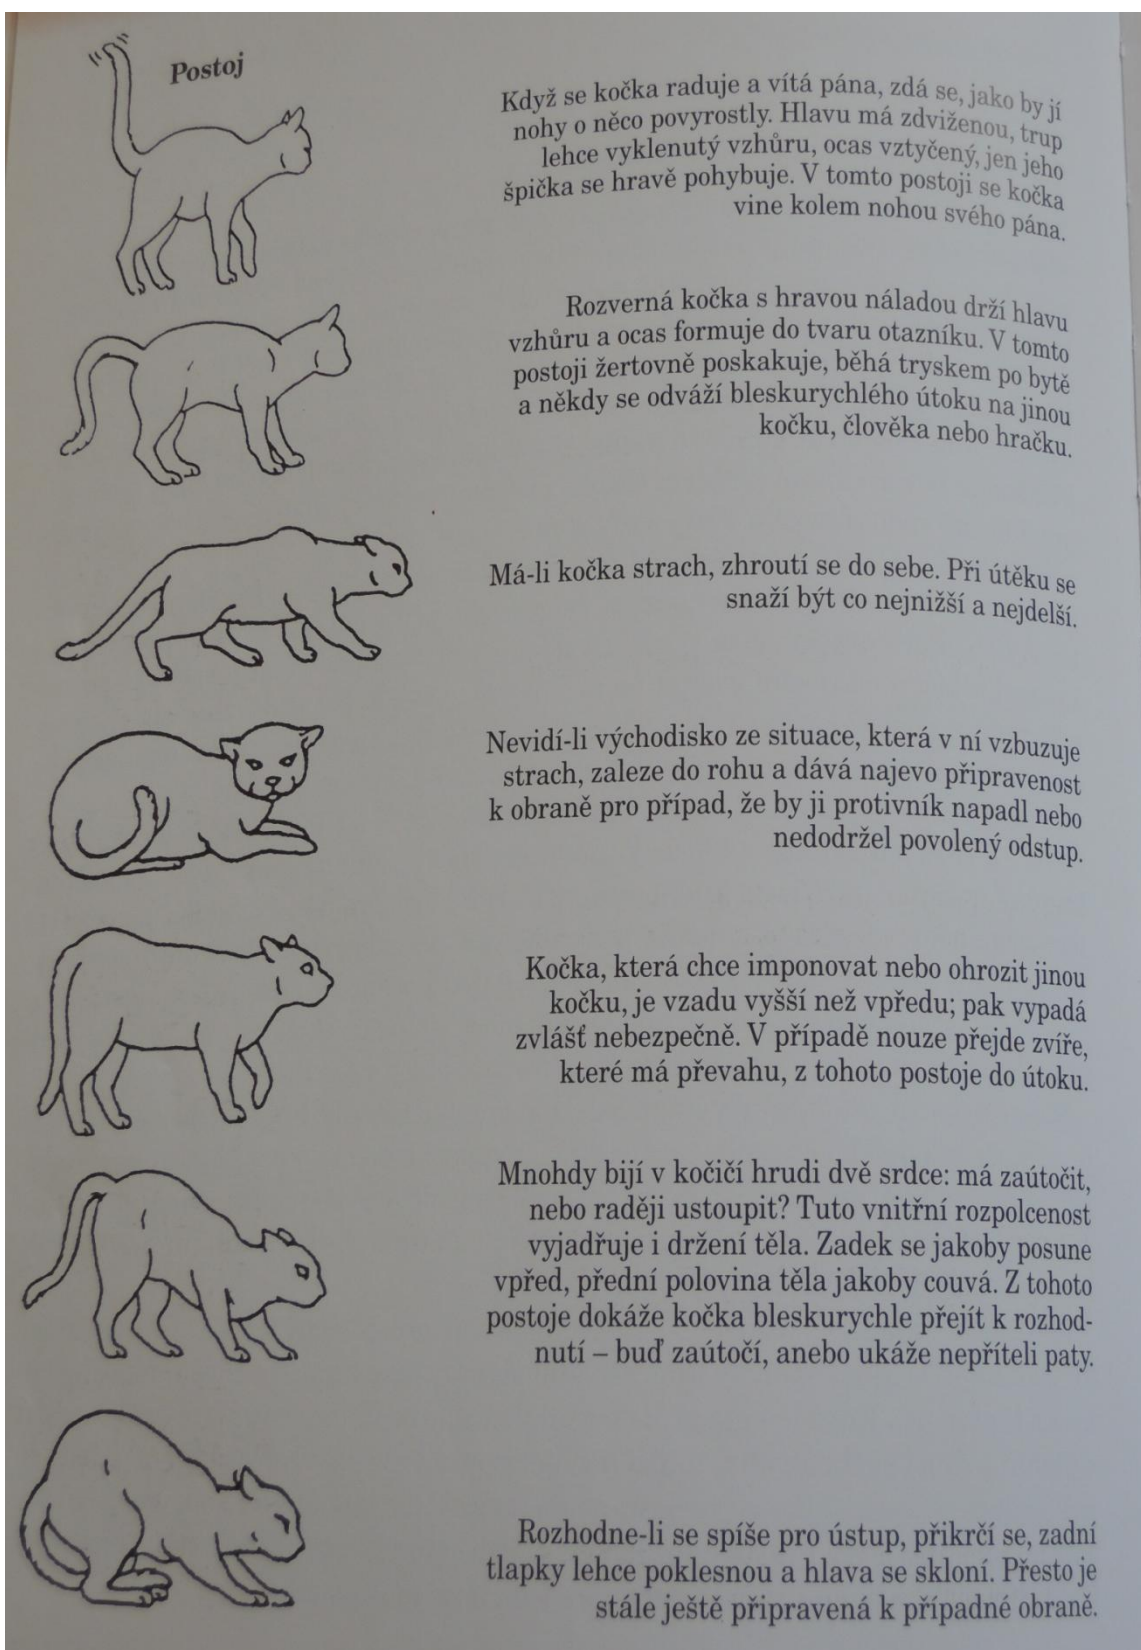 Postoj
Když se kočka raduje a vítá pána, zdá se, jako by jí
nohy o něco povyrostly. Hlavu má zdviženou, trup
lehce vyklenutý vzhůru, ocas vztyčený, jen jeho
špička se hravě pohybuje. V tomto postoji se kočka
vine kolem nohou svého pána.
Rozverná kočka s hravou náladou drží hlavu
vzhůru a ocas formuje do tvaru otazníku. V tomto
postoji žertovně poskakuje, běhá tryskem po bytě
a někdy se odváží bleskurychlého útoku na jinou
kočku, člověka nebo hračku.
Má-li kočka strach, zhroutí se do sebe. Při útěku se
snaží být co nejnižší a nejdelší.
Nevidí-li východisko ze situace, která v ní vzbuzuje
strach, zaleze do rohu a dává najevo připravenost
k obraně pro případ, že by ji protivník napadl nebo
nedodržel povolený odstup.
Kočka, která chce imponovat nebo ohrozit jinou
kočku, je vzadu vyšší než vpředu; pak vypadá
zvlášť nebezpečně. V případě nouze přejde zvíře,
které má převahu, z tohoto postoje do útoku.
Mnohdy bijí v kočičí hrudi dvě srdce: má zaútočit,
nebo raději ustoupit? Tuto vnitřní rozpolcenost
vyjadřuje i držení těla. Zadek se jakoby posune
vpřed, přední polovina těla jakoby couvá. Z tohoto
postoje dokáže kočka bleskurychle přejít k rozhod-
nutí – buď zaútočí, anebo ukáže nepříteli paty.
Rozhodne-li se spíše pro ústup, přikrčí se, zadní
tlapky lehce poklesnou a hlava se skloní. Přesto je
stále ještě připravená k případné obraně.